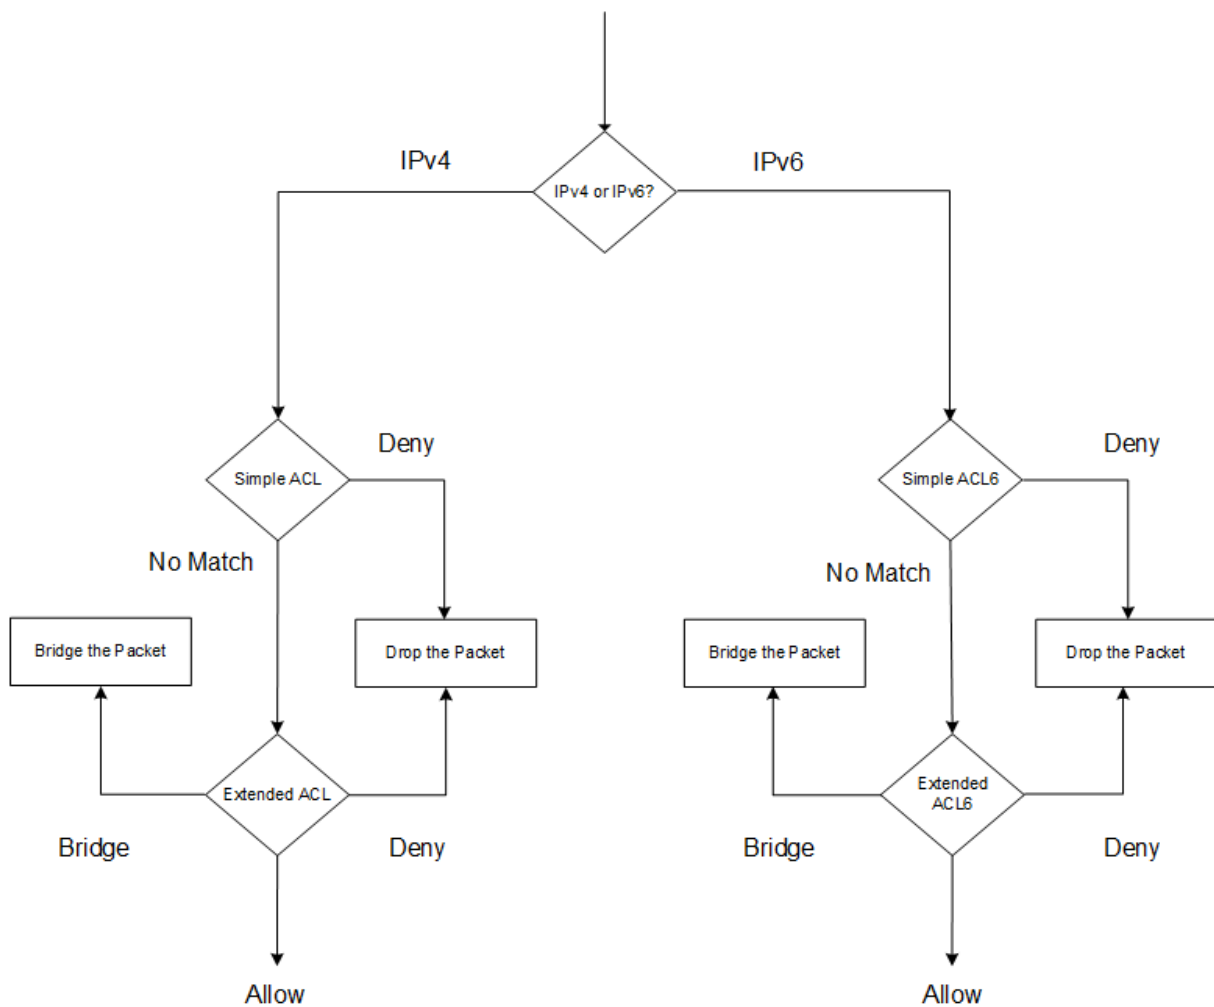 IPv4
IPv6
IPv4 or IPv6?
Deny
Deny
Simple ACL
Simple ACL6
No Match
No Match
Bridge the Packet
Drop the Packet
Bridge the Packet
Drop the Packet
Extended ACL
Extended
ACL6
Bridge
Deny
Bridge
Deny
Allow
Allow